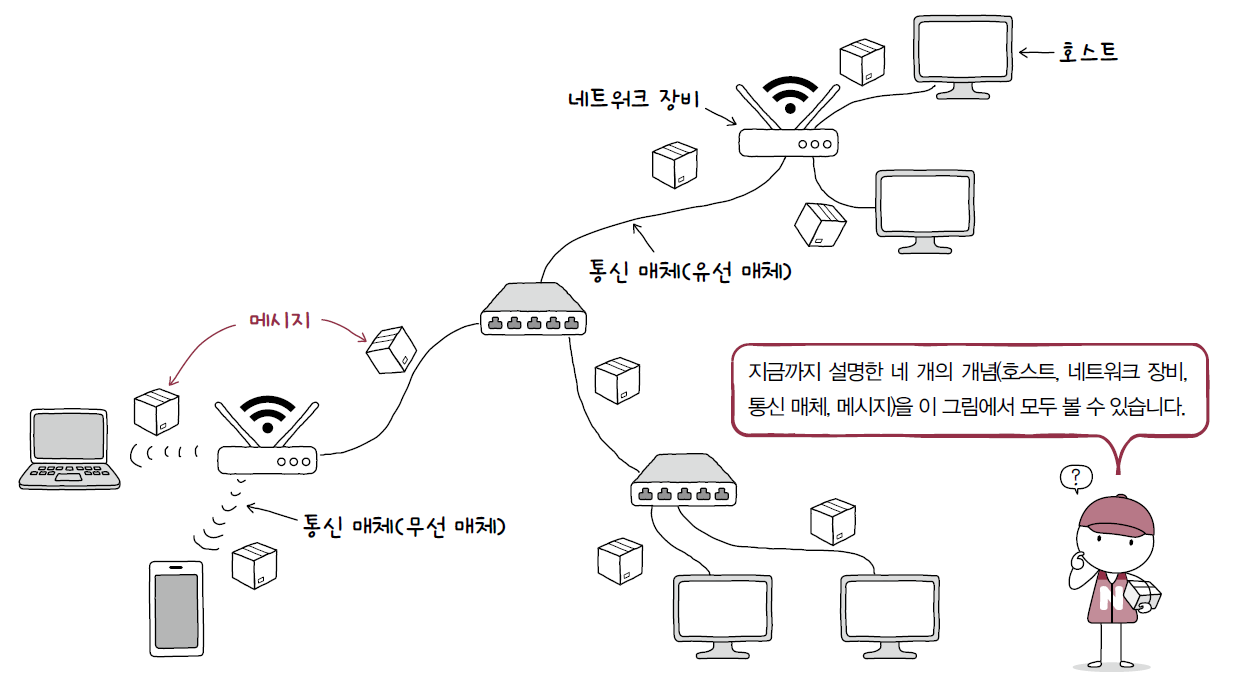 호스트
네트워크 장비
통신 매체(유선 매체)
메시지
지금까지 설명한 네 개의 개념(호스트, 네트워크 장비,
통신 매체, 메시지)을 이 그림에서 모두 볼 수 있습니다.
?
통신 매체(무선 매체)
N